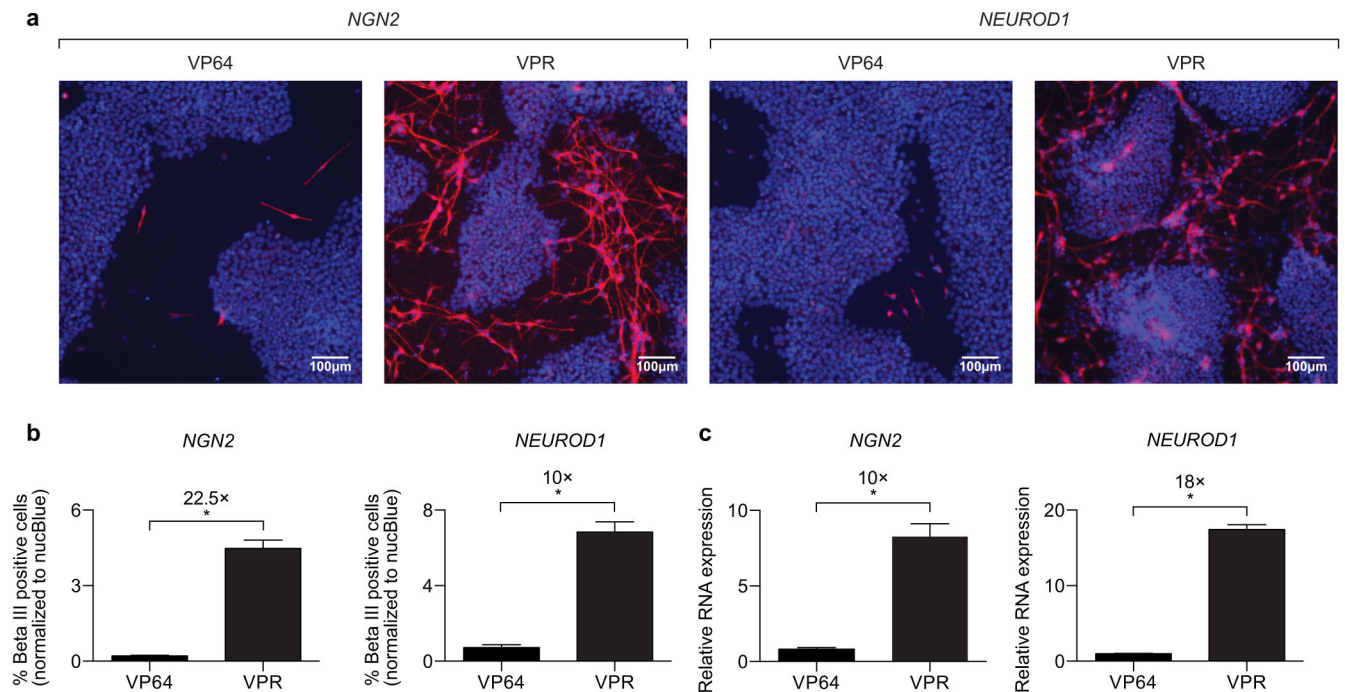 a
NGN2
NEUROD1
VP64
VPR
VP64
VPR
100µm
100µm
100µm
100µm
b
NGN2
% Beta III positive cells
(normalized to nucBlue)
6
3
0
22.5×
*
VP64
VPR
NEUROD1
% Beta III positive cells
(normalized to nucBlue)
8
4
0
10×
*
VP64
VPR
c
NGN2
Relative RNA expression
10
5
0
10×
*
VP64
VPR
NEUROD1
Relative RNA expression
20
10
0
18×
*
VP64
VPR